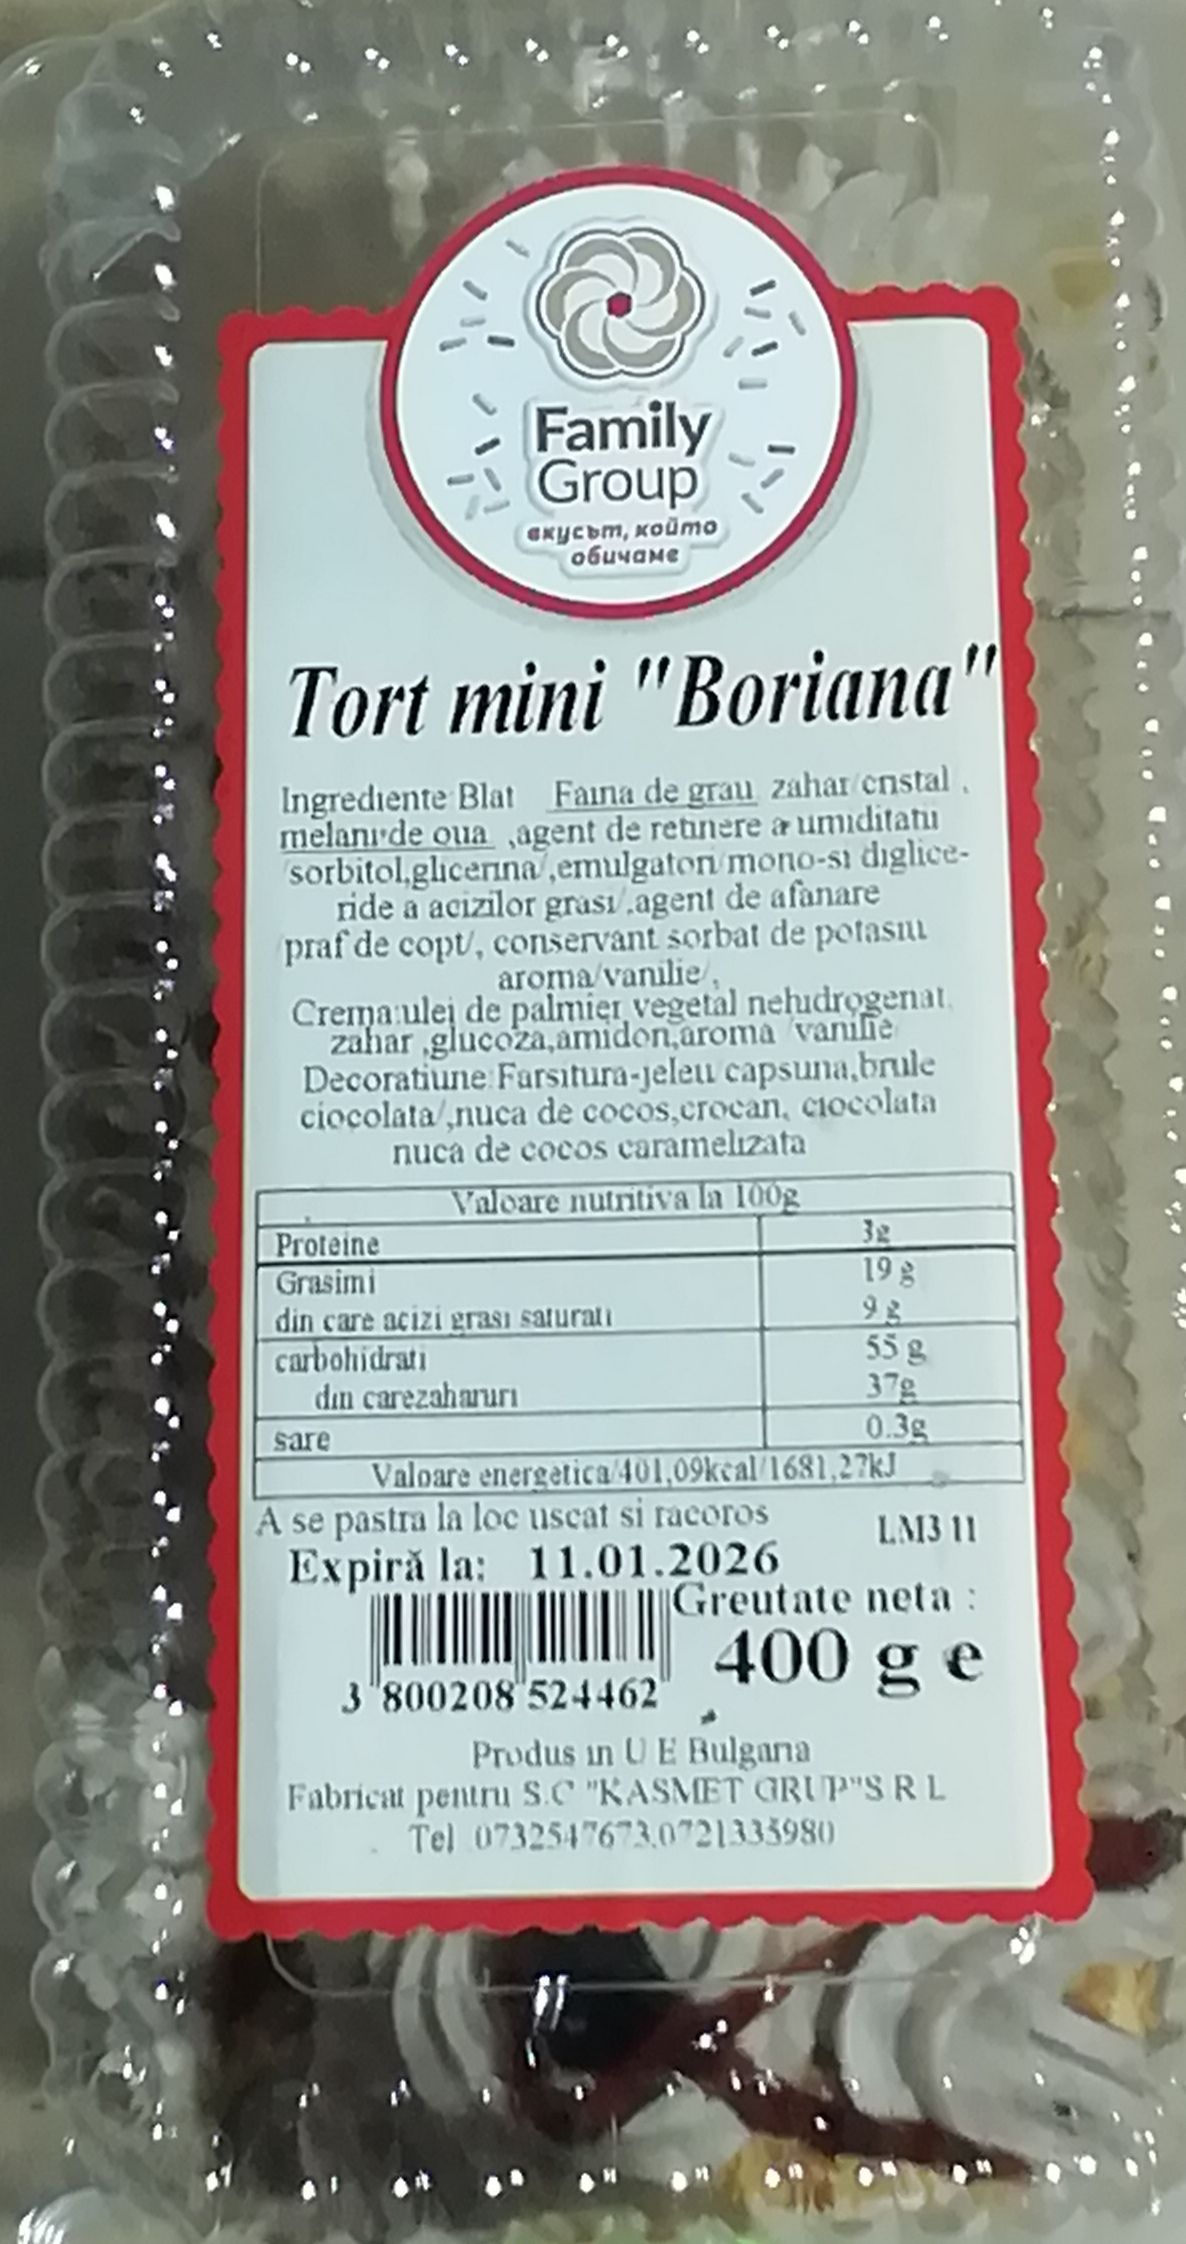 Family
Group
вкусът, който
обичаме
Tort mini "Boriana"
Ingrediente Blat Faina de grau zahar cristal ,
melanj de oua ,agent de retinere a umiditatii
sorbitol,glicerina/,emulgatori/mono-si diglice-
ride a acizilor grasi/,agent de afanare
praf de copt/, conservant sorbat de potasiu
aroma/vanilie/,
Crema:ulei de palmier vegetal nehidrogenat,
zahar ,glucoza,amidon,aroma vanilie
Decoratiune:Farsitura-jeleu capsuna,brule
ciocolata/,nuca de cocos,crocan, ciocolata
nuca de cocos caramelizata
Valoare nutritiva la 100g
Proteine 3g
Grasimi 19 g
din care acizi grasi saturati 9 g
carbohidrati 55 g
din carezaharuri 37g
sare 0.3g
Valoare energetica/401,09kcal/1681,27kJ
A se pastra la loc uscat si racoros
LM3 11
Expiră la: 11.01.2026
Greutate neta :
400 g e
3 800208 524462
Produs in U E Bulgaria
Fabricat pentru S.C "KASMET GRUP"S R L
Tel 0732547673,0721335980